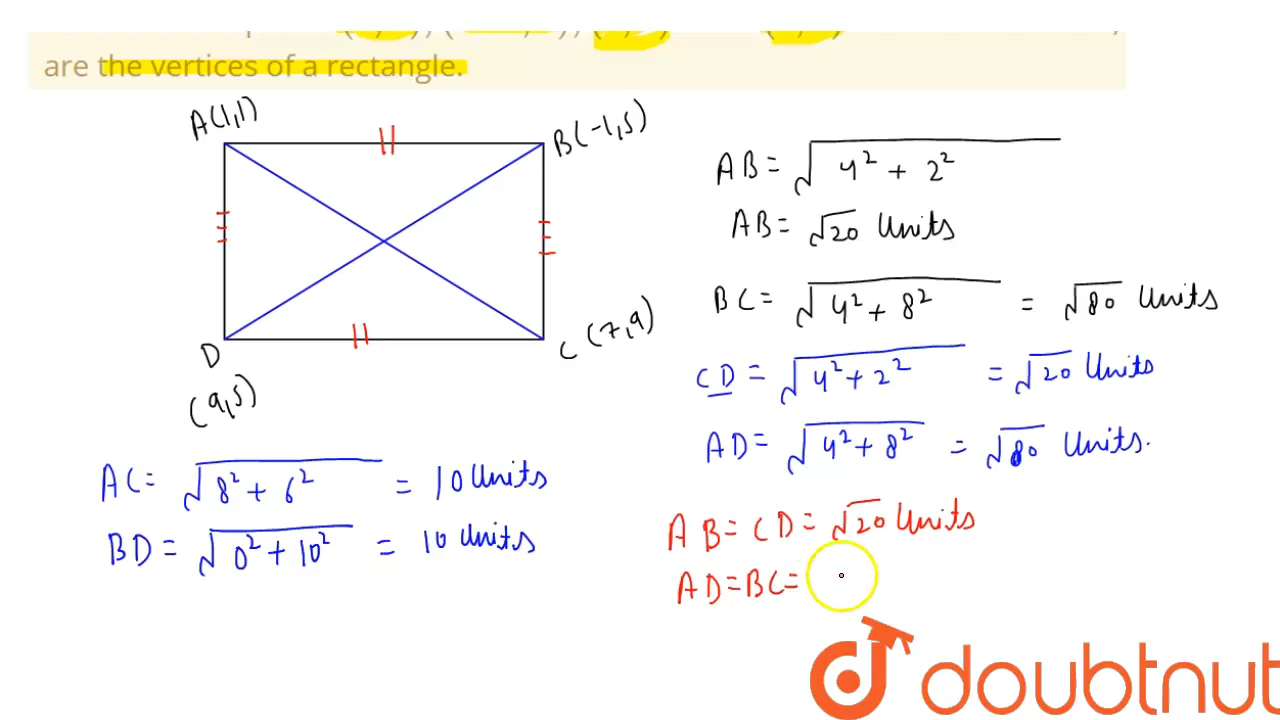 are the vertices of a rectangle.
A(1,1)
B(-1,5)
D
(9,5)
C (7,9)
AB = √4² + 2²
AB = √20 Units
BC = √4² + 8² = √80 Units
CD = √4² + 2² = √20 Units
AD = √4² + 8² = √80 Units.
AC = √8² + 6² = 10 Units
BD = √0² + 10² = 10 Units
AB = CD = √20 Units
AD = BC =
doubtnut